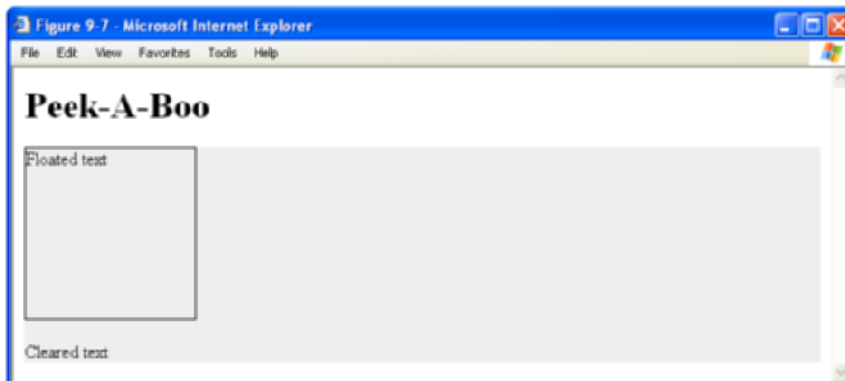 Figure 9-7 - Microsoft Internet Explorer
File Edit View Favorites Tools Help
Peek-A-Boo
Floated text
Cleared text